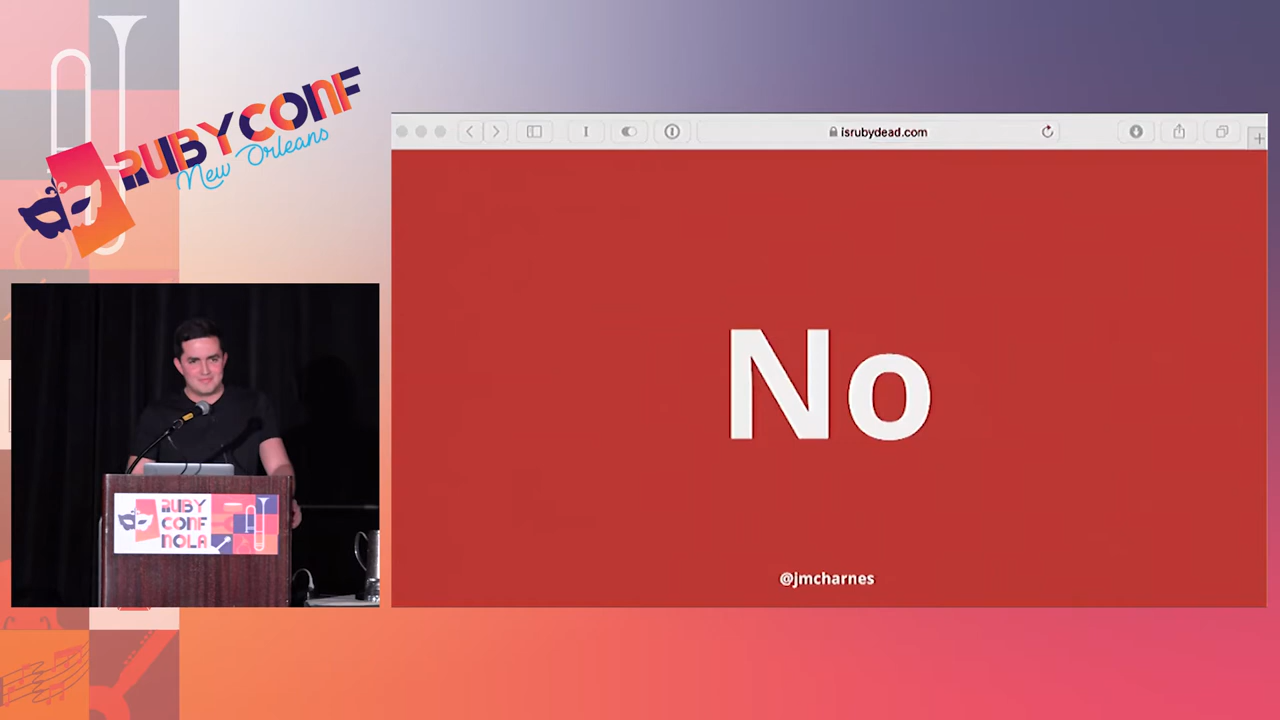 RUBYCONF
New Orleans
isrubydead.com
No
@jmcharnes
RUBY
CONF
NOLA